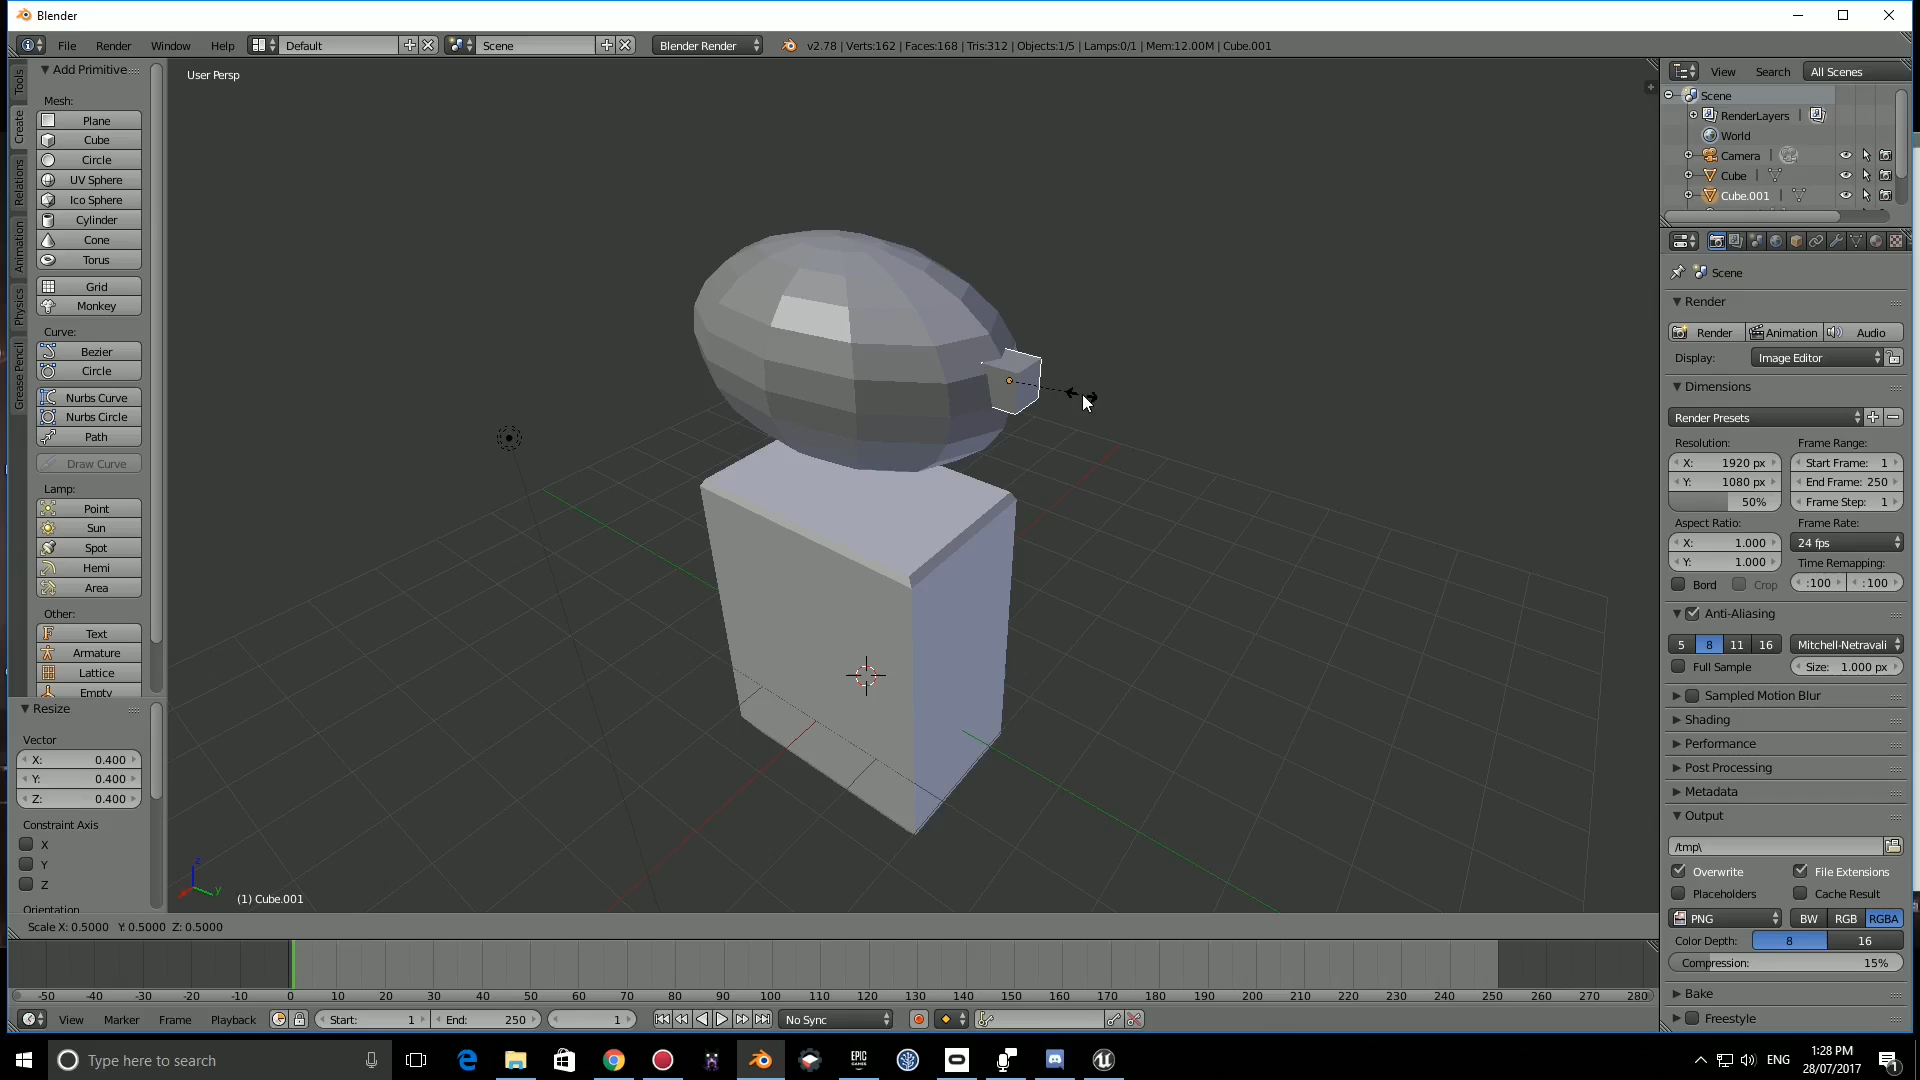 Blender
File Render Window Help Default Scene Blender Render v2.78 | Verts:162 | Faces:168 | Tris:312 | Objects:1/5 | Lamps:0/1 | Mem:12.00M | Cube.001
Tools
Create
Relations
Animation
Physics
Grease Pencil
Add Primitive
Mesh:
Plane
Cube
Circle
UV Sphere
Ico Sphere
Cylinder
Cone
Torus
Grid
Monkey
Curve:
Bezier
Circle
Nurbs Curve
Nurbs Circle
Path
Draw Curve
Lamp:
Point
Sun
Spot
Hemi
Area
Other:
Text
Armature
Lattice
Empty
Resize
Vector
X: 0.400
Y: 0.400
Z: 0.400
Constraint Axis
X
Y
Z
Orientation
User Persp
z
y
(1) Cube.001
Scale X: 0.5000 Y: 0.5000 Z: 0.5000
View Search All Scenes
Scene
RenderLayers
World
Camera
Cube
Cube.001
Scene
Render
Render Animation Audio
Display: Image Editor
Dimensions
Render Presets
Resolution: Frame Range:
X: 1920 px Start Frame: 1
Y: 1080 px End Frame: 250
50% Frame Step: 1
Aspect Ratio: Frame Rate:
X: 1.000 24 fps
Y: 1.000 Time Remapping:
Bord Crop :100 :100
Anti-Aliasing
5 8 11 16 Mitchell-Netravali
Full Sample Size: 1.000 px
Sampled Motion Blur
Shading
Performance
Post Processing
Metadata
Output
/tmp\
Overwrite File Extensions
Placeholders Cache Result
PNG BW RGB RGBA
Color Depth: 8 16
Compression: 15%
Bake
Freestyle
-50 -40 -30 -20 -10 0 10 20 30 40 50 60 70 80 90 100 110 120 130 140 150 160 170 180 190 200 210 220 230 240 250 260 270 280
View Marker Frame Playback Start: 1 End: 250 1 No Sync
Type here to search
EPIC GAMES
ENG
1:28 PM
28/07/2017
1